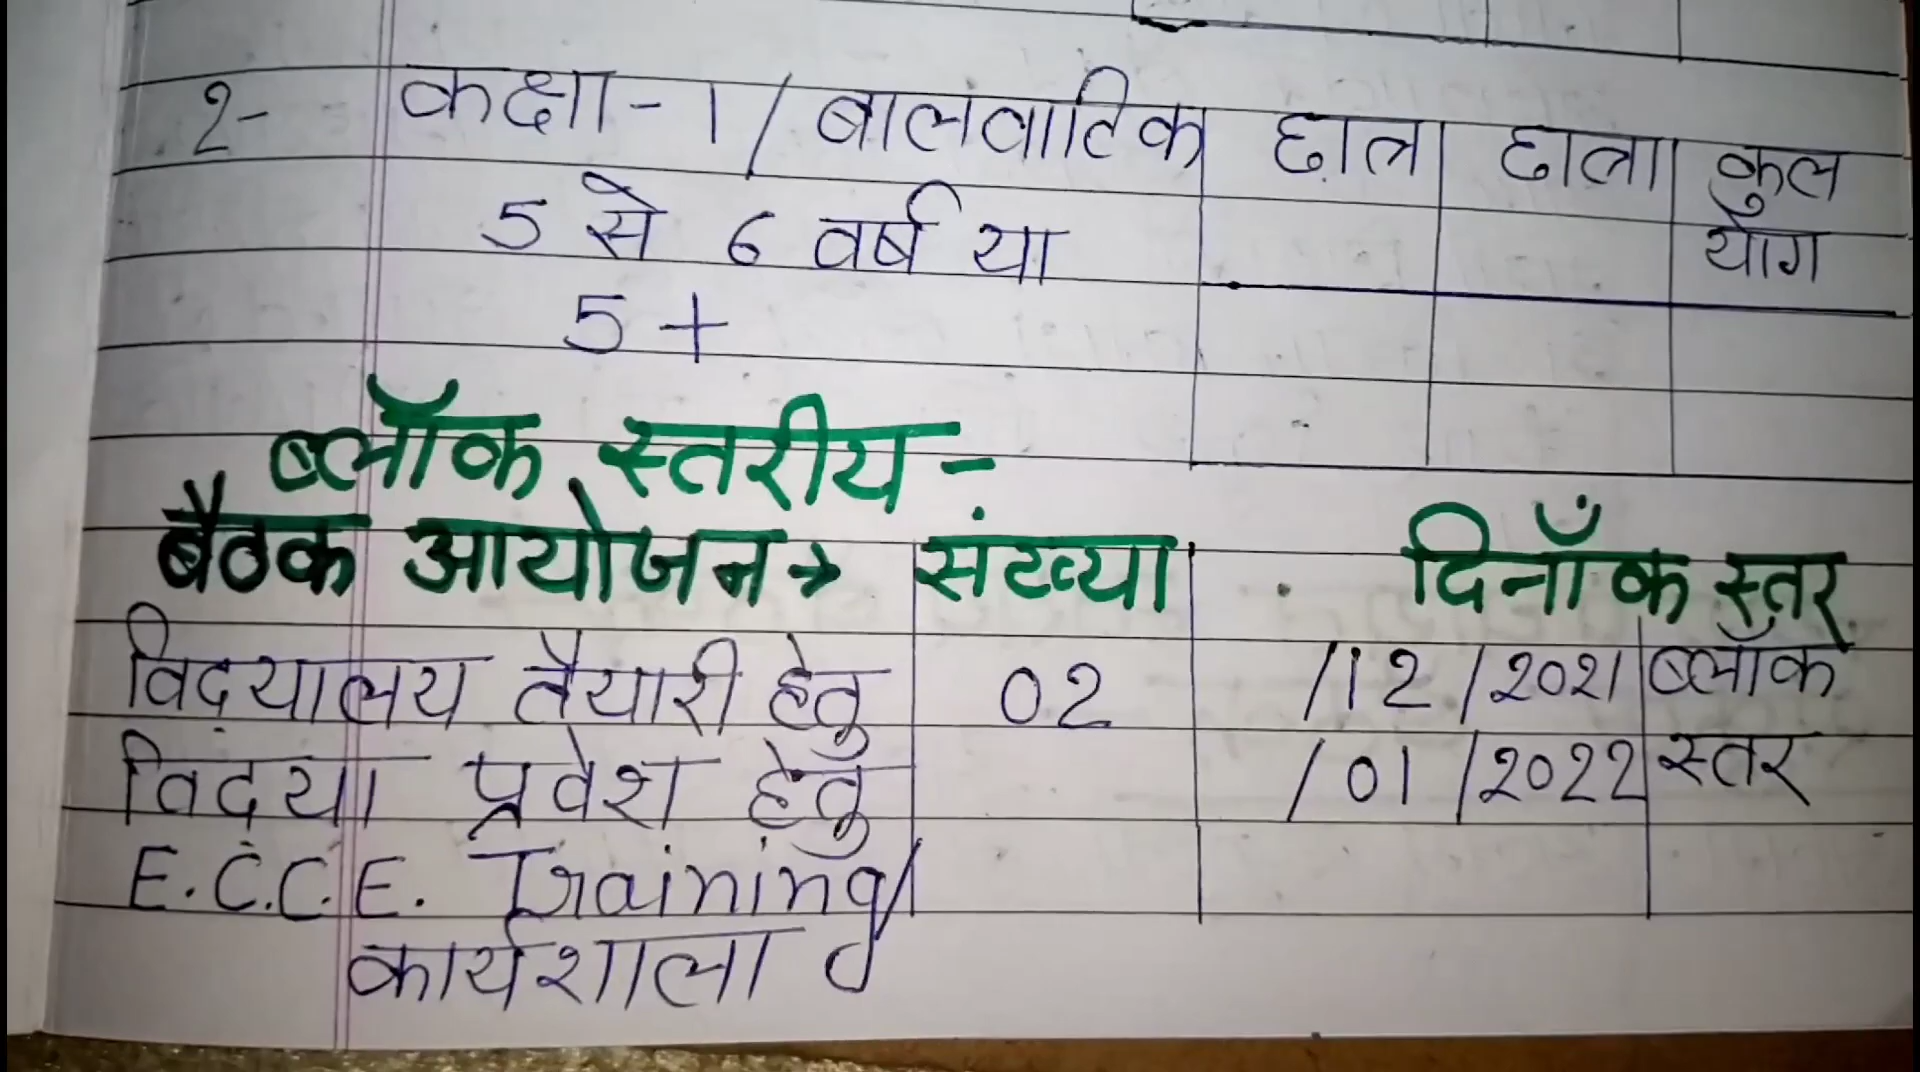 2- कक्षा - 1 / बालवाटिक छात्र छात्रा कुल
5 से 6 वर्ष या योग
5 +
ब्लॉक स्तरीय -
बैठक आयोजन → संख्या दिनाँक स्तर
विद्यालय तैयारी हेतु 02 /12/2021 ब्लॉक
विद्या प्रवेश हेतु /01/2022 स्तर
E.C.C.E. Training/
कार्यशाला